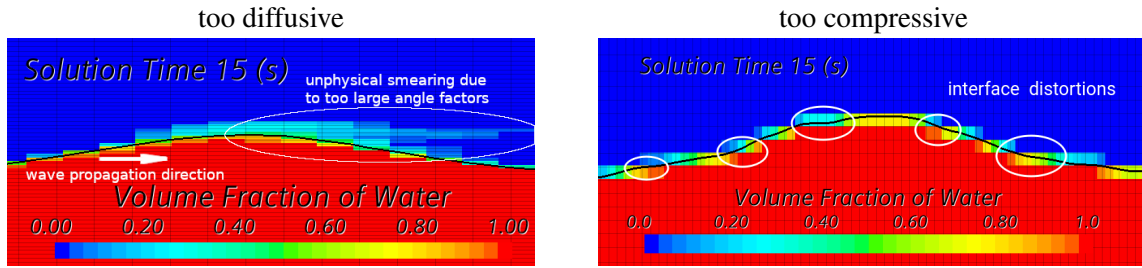 too diffusive
Solution Time 15 (s)
unphysical smearing due
to too large angle factors
wave propagation direction
Volume Fraction of Water
0.00 0.20 0.40 0.60 0.80 1.00
too compressive
Solution Time 15 (s)
interface distortions
Volume Fraction of Water
0.0 0.20 0.40 0.60 0.80 1.0